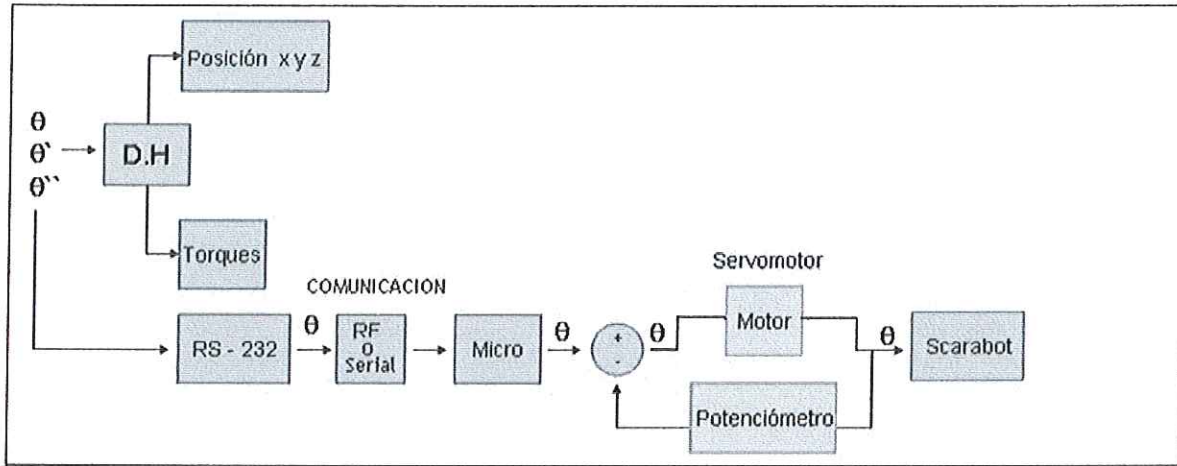 Posición x y z
θ
θ`
θ``
D.H
Torques
COMUNICACION
RS - 232
θ
RF
o
Serial
Micro
θ
+
-
θ
Servomotor
Motor
Potenciómetro
θ
Scarabot